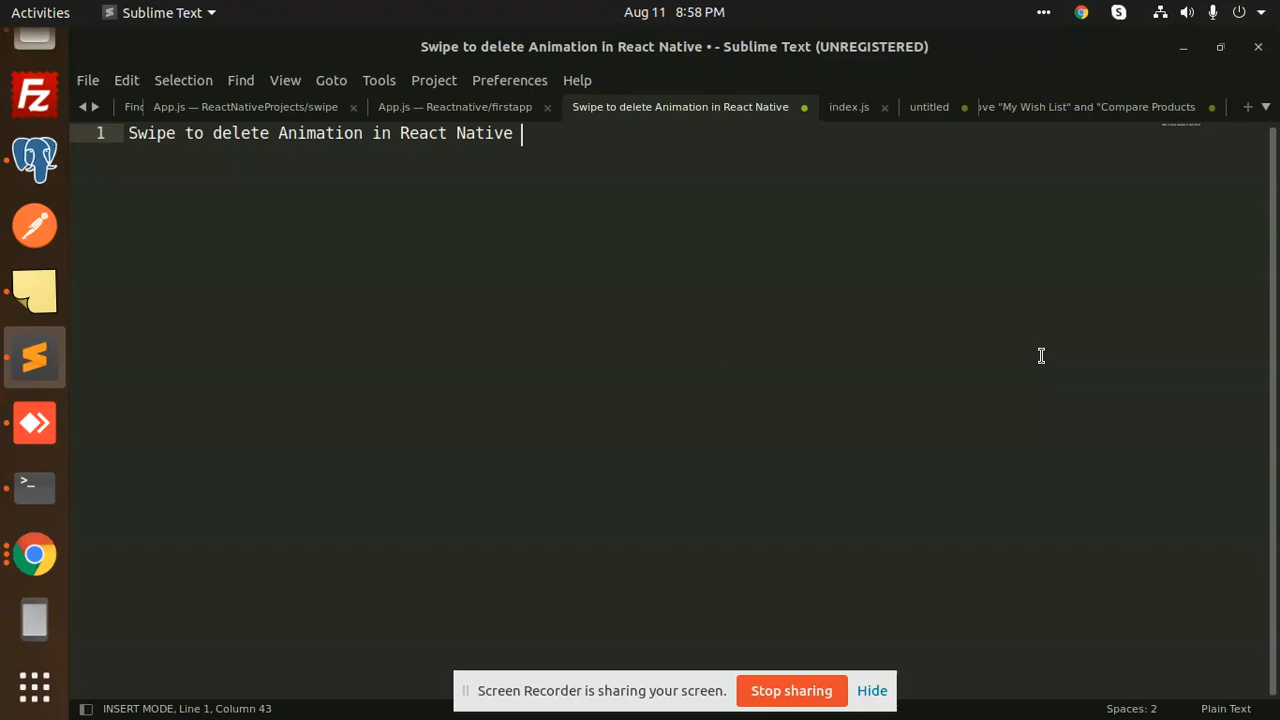 Activities
Sublime Text
Aug 11 8:58 PM
Swipe to delete Animation in React Native • - Sublime Text (UNREGISTERED)
File Edit Selection Find View Goto Tools Project Preferences Help
Find App.js — ReactNativeProjects/swipe App.js — Reactnative/firstapp Swipe to delete Animation in React Native index.js untitled ove "My Wish List" and "Compare Products
1 Swipe to delete Animation in React Native
Screen Recorder is sharing your screen. Stop sharing Hide
INSERT MODE, Line 1, Column 43 Spaces: 2 Plain Text